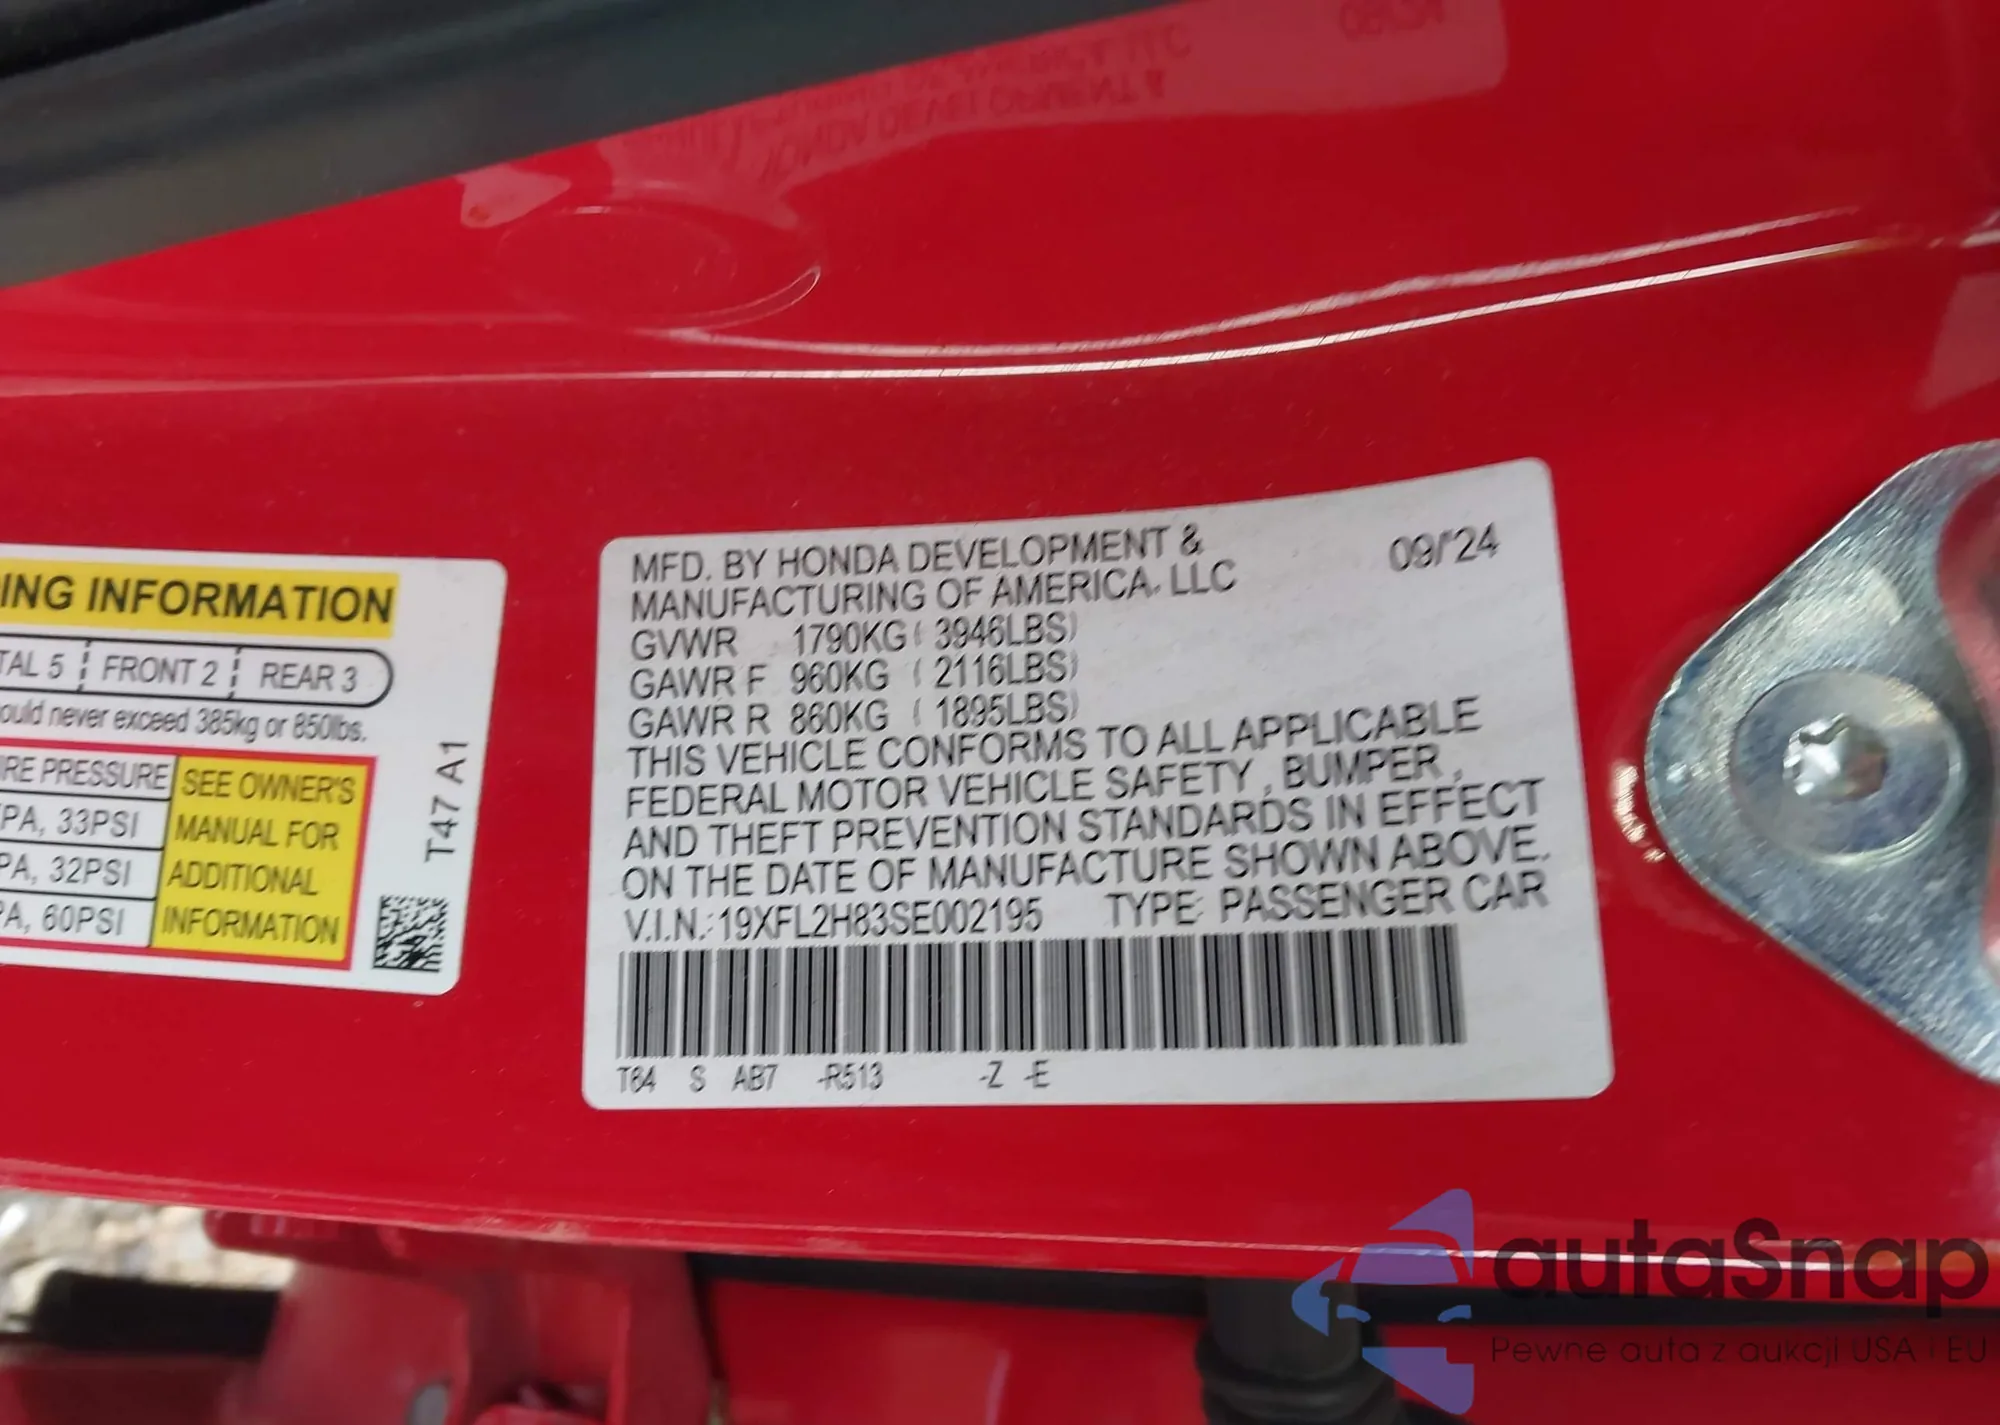 ING INFORMATION
TAL 5 FRONT 2 REAR 3
ould never exceed 385kg or 850lbs.
IRE PRESSURE
PA, 33PSI
PA, 32PSI
PA, 60PSI
SEE OWNER'S
MANUAL FOR
ADDITIONAL
INFORMATION
T47 A1
MFD. BY HONDA DEVELOPMENT & 09/'24
MANUFACTURING OF AMERICA, LLC
GVWR 1790KG ( 3946LBS)
GAWR F 960KG ( 2116LBS)
GAWR R 860KG ( 1895LBS)
THIS VEHICLE CONFORMS TO ALL APPLICABLE
FEDERAL MOTOR VEHICLE SAFETY , BUMPER ,
AND THEFT PREVENTION STANDARDS IN EFFECT
ON THE DATE OF MANUFACTURE SHOWN ABOVE.
V.I.N.: 19XFL2H83SE002195 TYPE: PASSENGER CAR
T64 S AB7 -R513 -Z -E
autaSnap
Pewne auta z aukcji USA i EU